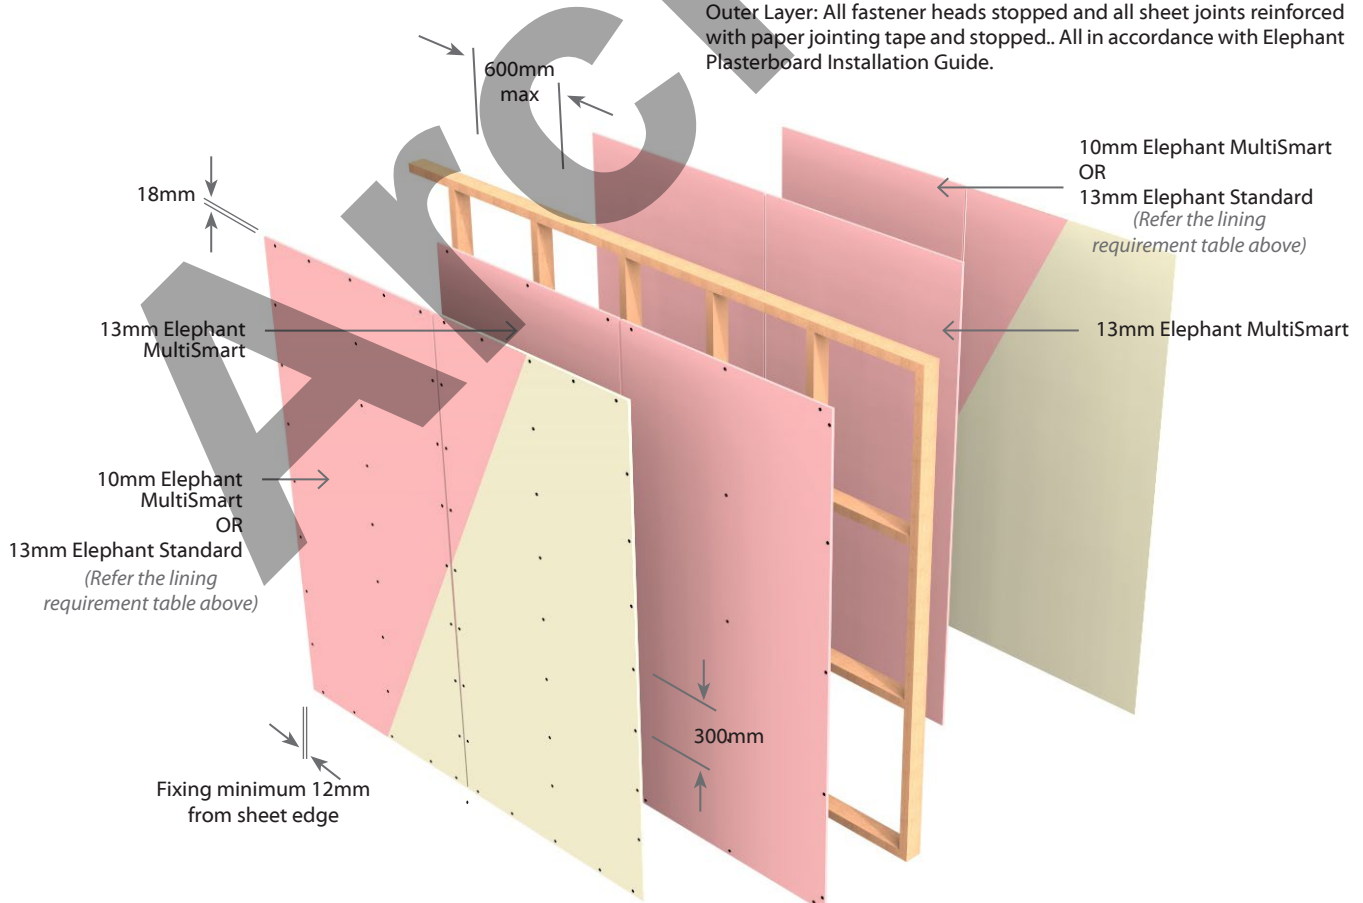 Outer Layer: All fastener heads stopped and all sheet joints reinforced
with paper jointing tape and stopped.. All in accordance with Elephant
Plasterboard Installation Guide.
600mm
max
10mm Elephant MultiSmart
OR
13mm Elephant Standard
(Refer the lining
requirement table above)
18mm
13mm Elephant
MultiSmart
13mm Elephant MultiSmart
10mm Elephant
MultiSmart
OR
13mm Elephant Standard
(Refer the lining
requirement table above)
300mm
Fixing minimum 12mm
from sheet edge